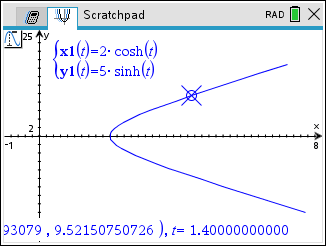 Scratchpad RAD
25 y
x1(t)=2·cosh(t)
y1(t)=5·sinh(t)
2 x
-1 8
93079 , 9.52150750726 ), t= 1.40000000000